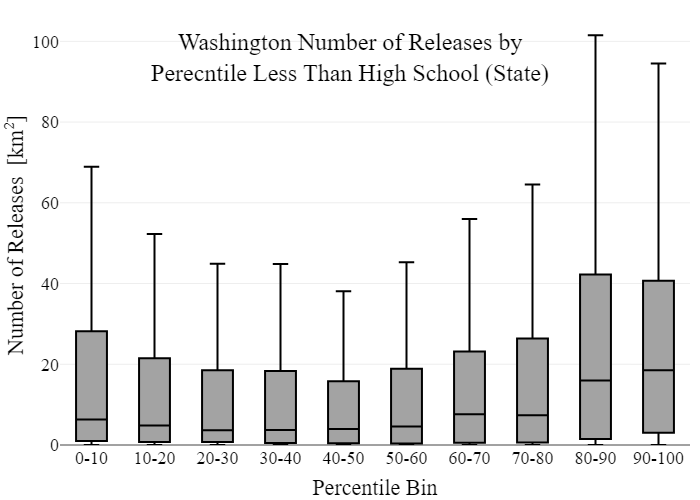 Washington Number of Releases by
Perecntile Less Than High School (State)
Number of Releases [km²]
100
80
60
40
20
0
0-10 10-20 20-30 30-40 40-50 50-60 60-70 70-80 80-90 90-100
Percentile Bin